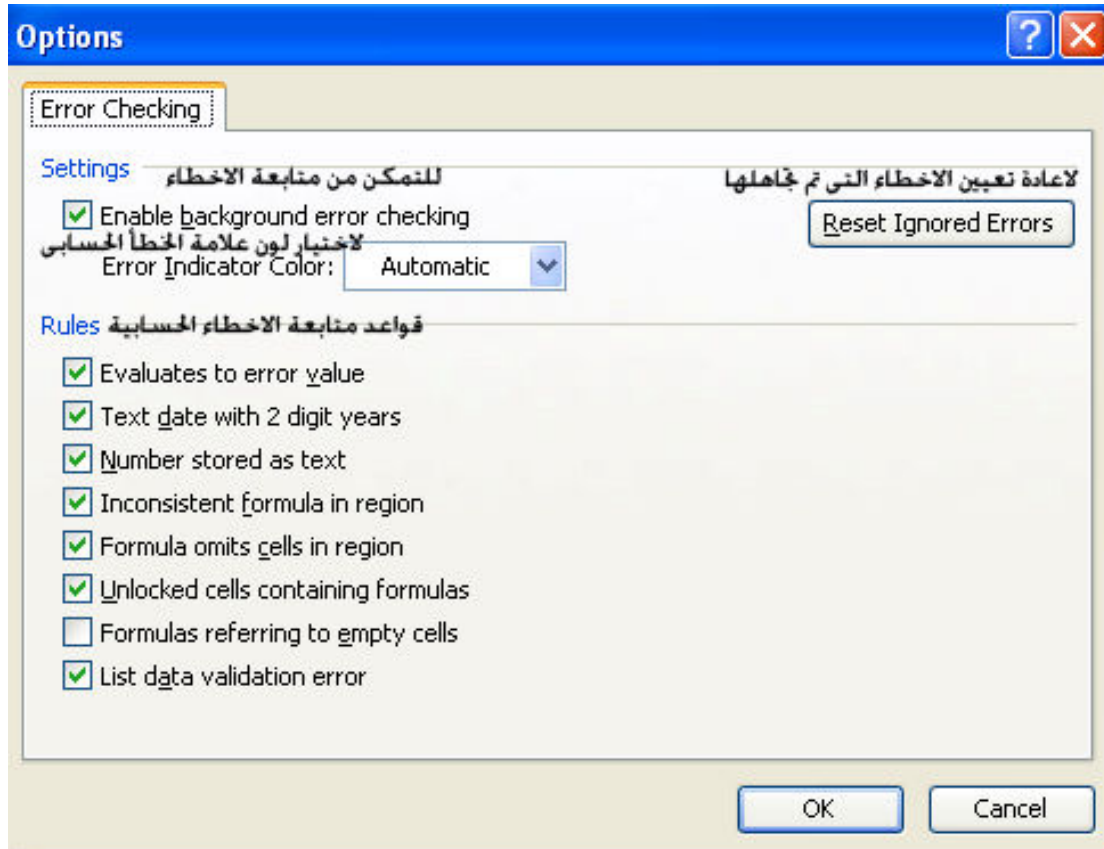 Options
Error Checking
Settings
للتمكن من متابعة الاخطاء
لاعادة تعيين الاخطاء التى تم تجاهلها
Enable background error checking
Reset Ignored Errors
لاختيار لون علامة الخطأ الحسابى
Error Indicator Color: Automatic
Rules قواعد متابعة الاخطاء الحسابية
Evaluates to error value
Text date with 2 digit years
Number stored as text
Inconsistent formula in region
Formula omits cells in region
Unlocked cells containing formulas
Formulas referring to empty cells
List data validation error
OK Cancel